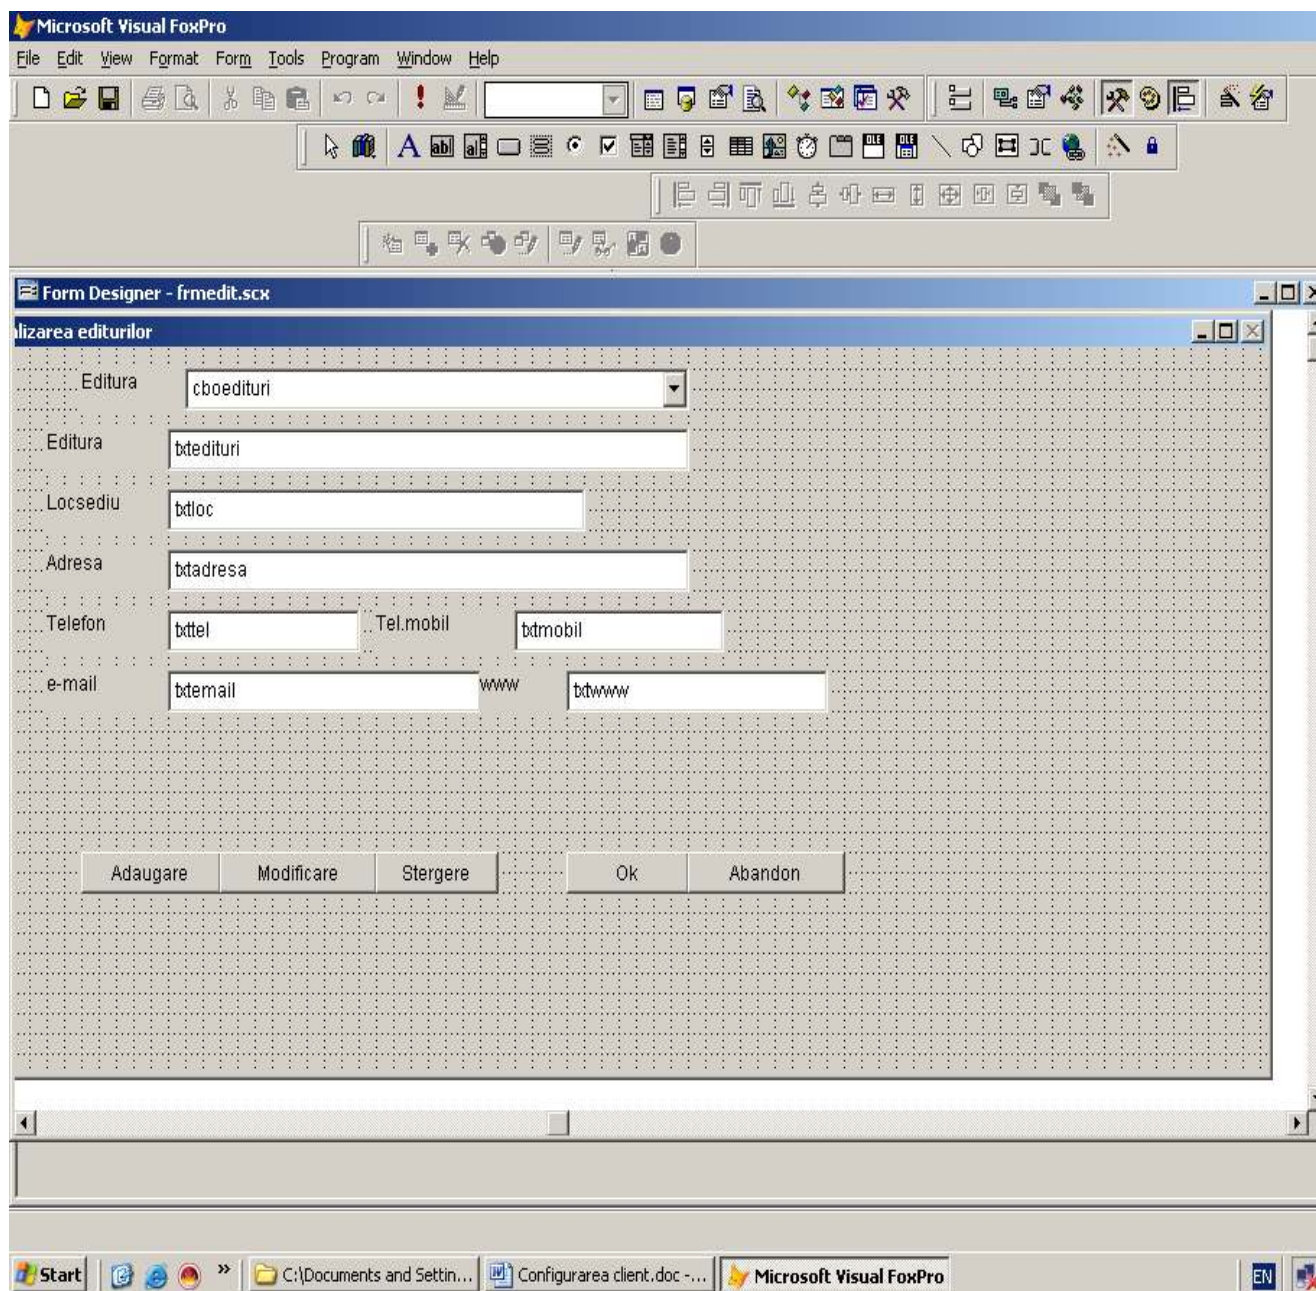 Microsoft Visual FoxPro
File Edit View Format Form Tools Program Window Help
Form Designer - frmedit.scx
lizarea editurilor
Editura cboedituri
Editura txtedituri
Locsediu txtloc
Adresa txtadresa
Telefon txttel Tel.mobil txtmobil
e-mail txtemail www txtwww
Adaugare Modificare Stergere Ok Abandon
Start » C:\Documents and Settin... Configurarea client.doc -... Microsoft Visual FoxPro EN